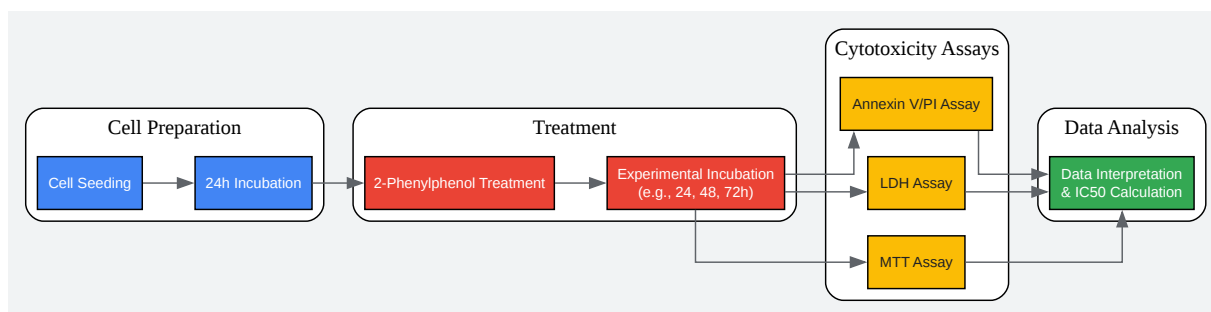 Cell Preparation
Cell Seeding
24h Incubation
Treatment
2-Phenylphenol Treatment
Experimental Incubation
(e.g., 24, 48, 72h)
Cytotoxicity Assays
Annexin V/PI Assay
LDH Assay
MTT Assay
Data Analysis
Data Interpretation
& IC50 Calculation